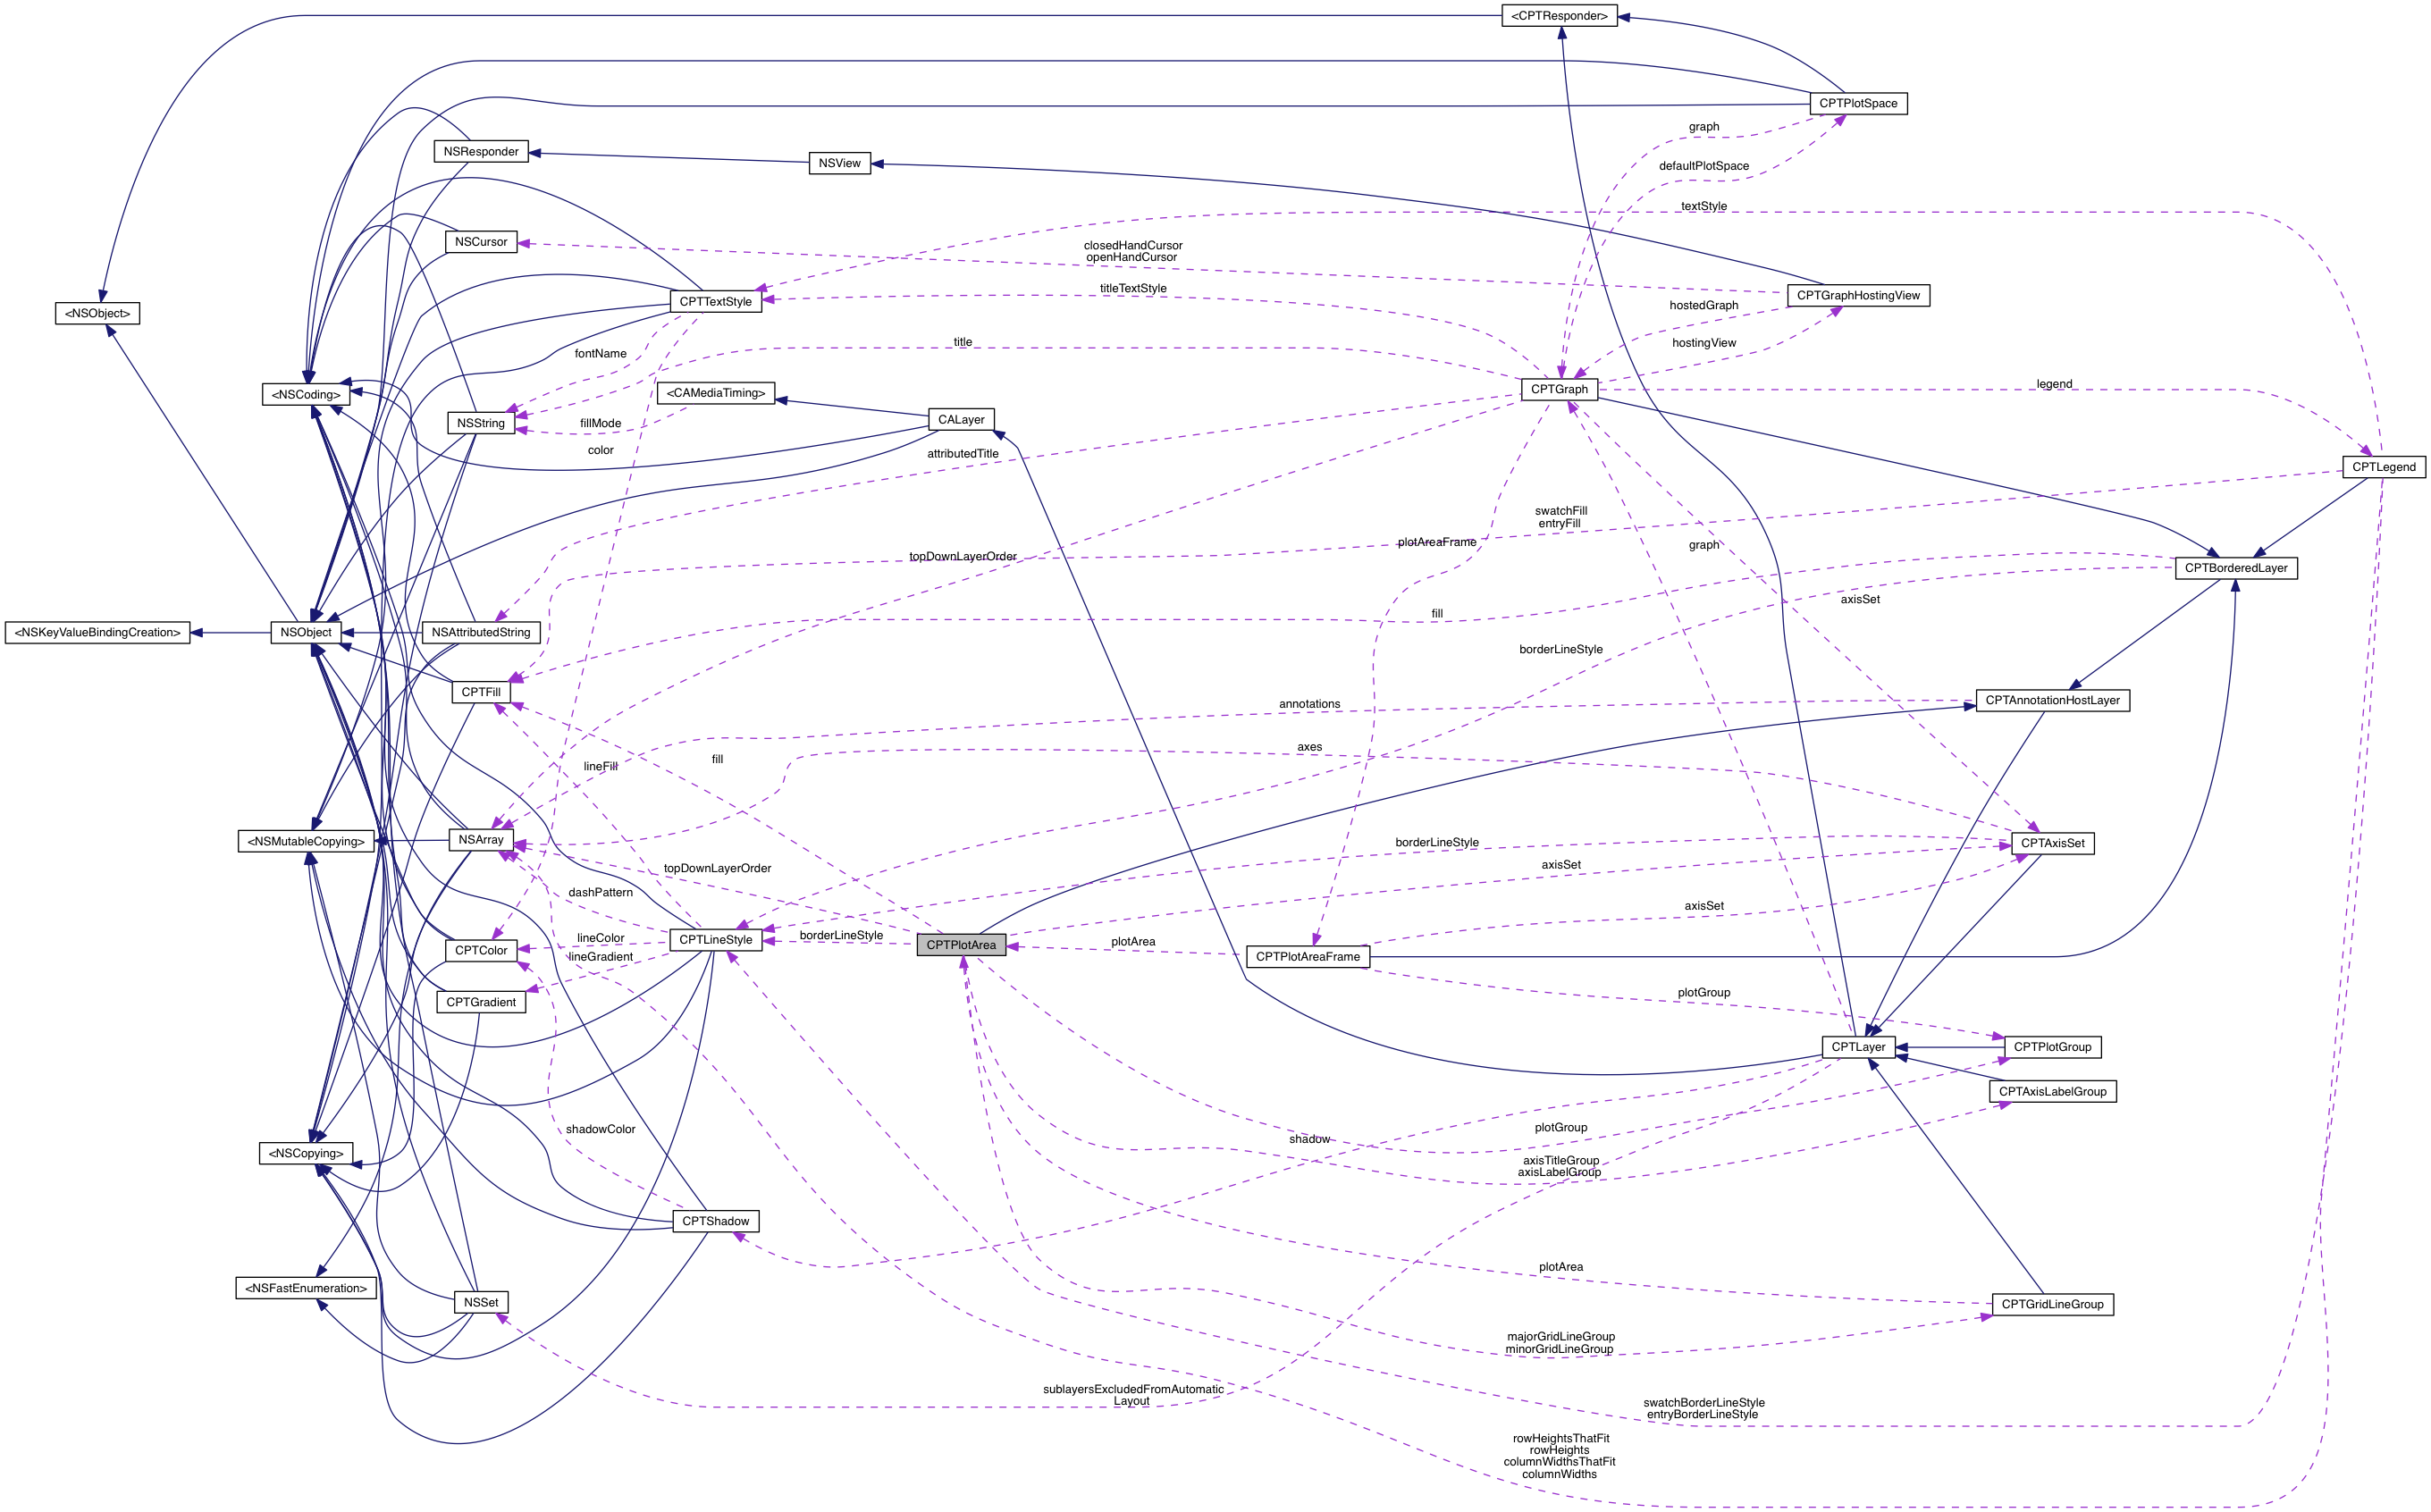 <CPTResponder>
CPTPlotSpace
graph
NSResponder
NSView
defaultPlotSpace
textStyle
NSCursor
closedHandCursor
openHandCursor
titleTextStyle
CPTTextStyle
CPTGraphHostingView
hostedGraph
<NSObject>
title
hostingView
fontName
legend
<NSCoding>
<CAMediaTiming>
CPTGraph
NSString
fillMode
CALayer
color
attributedTitle
CPTLegend
swatchFill
entryFill
plotAreaFrame
graph
topDownLayerOrder
CPTBorderedLayer
axisSet
fill
<NSKeyValueBindingCreation>
NSObject
NSAttributedString
borderLineStyle
CPTFill
annotations
CPTAnnotationHostLayer
axes
lineFill
fill
<NSMutableCopying>
NSArray
borderLineStyle
CPTAxisSet
topDownLayerOrder
axisSet
dashPattern
axisSet
CPTColor
lineColor
CPTLineStyle
borderLineStyle
CPTPlotArea
plotArea
CPTPlotAreaFrame
lineGradient
CPTGradient
plotGroup
CPTLayer
CPTPlotGroup
CPTAxisLabelGroup
shadowColor
plotGroup
<NSCopying>
shadow
axisTitleGroup
axisLabelGroup
CPTShadow
plotArea
<NSFastEnumeration>
NSSet
CPTGridLineGroup
majorGridLineGroup
minorGridLineGroup
sublayersExcludedFromAutomatic
Layout
swatchBorderLineStyle
entryBorderLineStyle
rowHeightsThatFit
rowHeights
columnWidthsThatFit
columnWidths